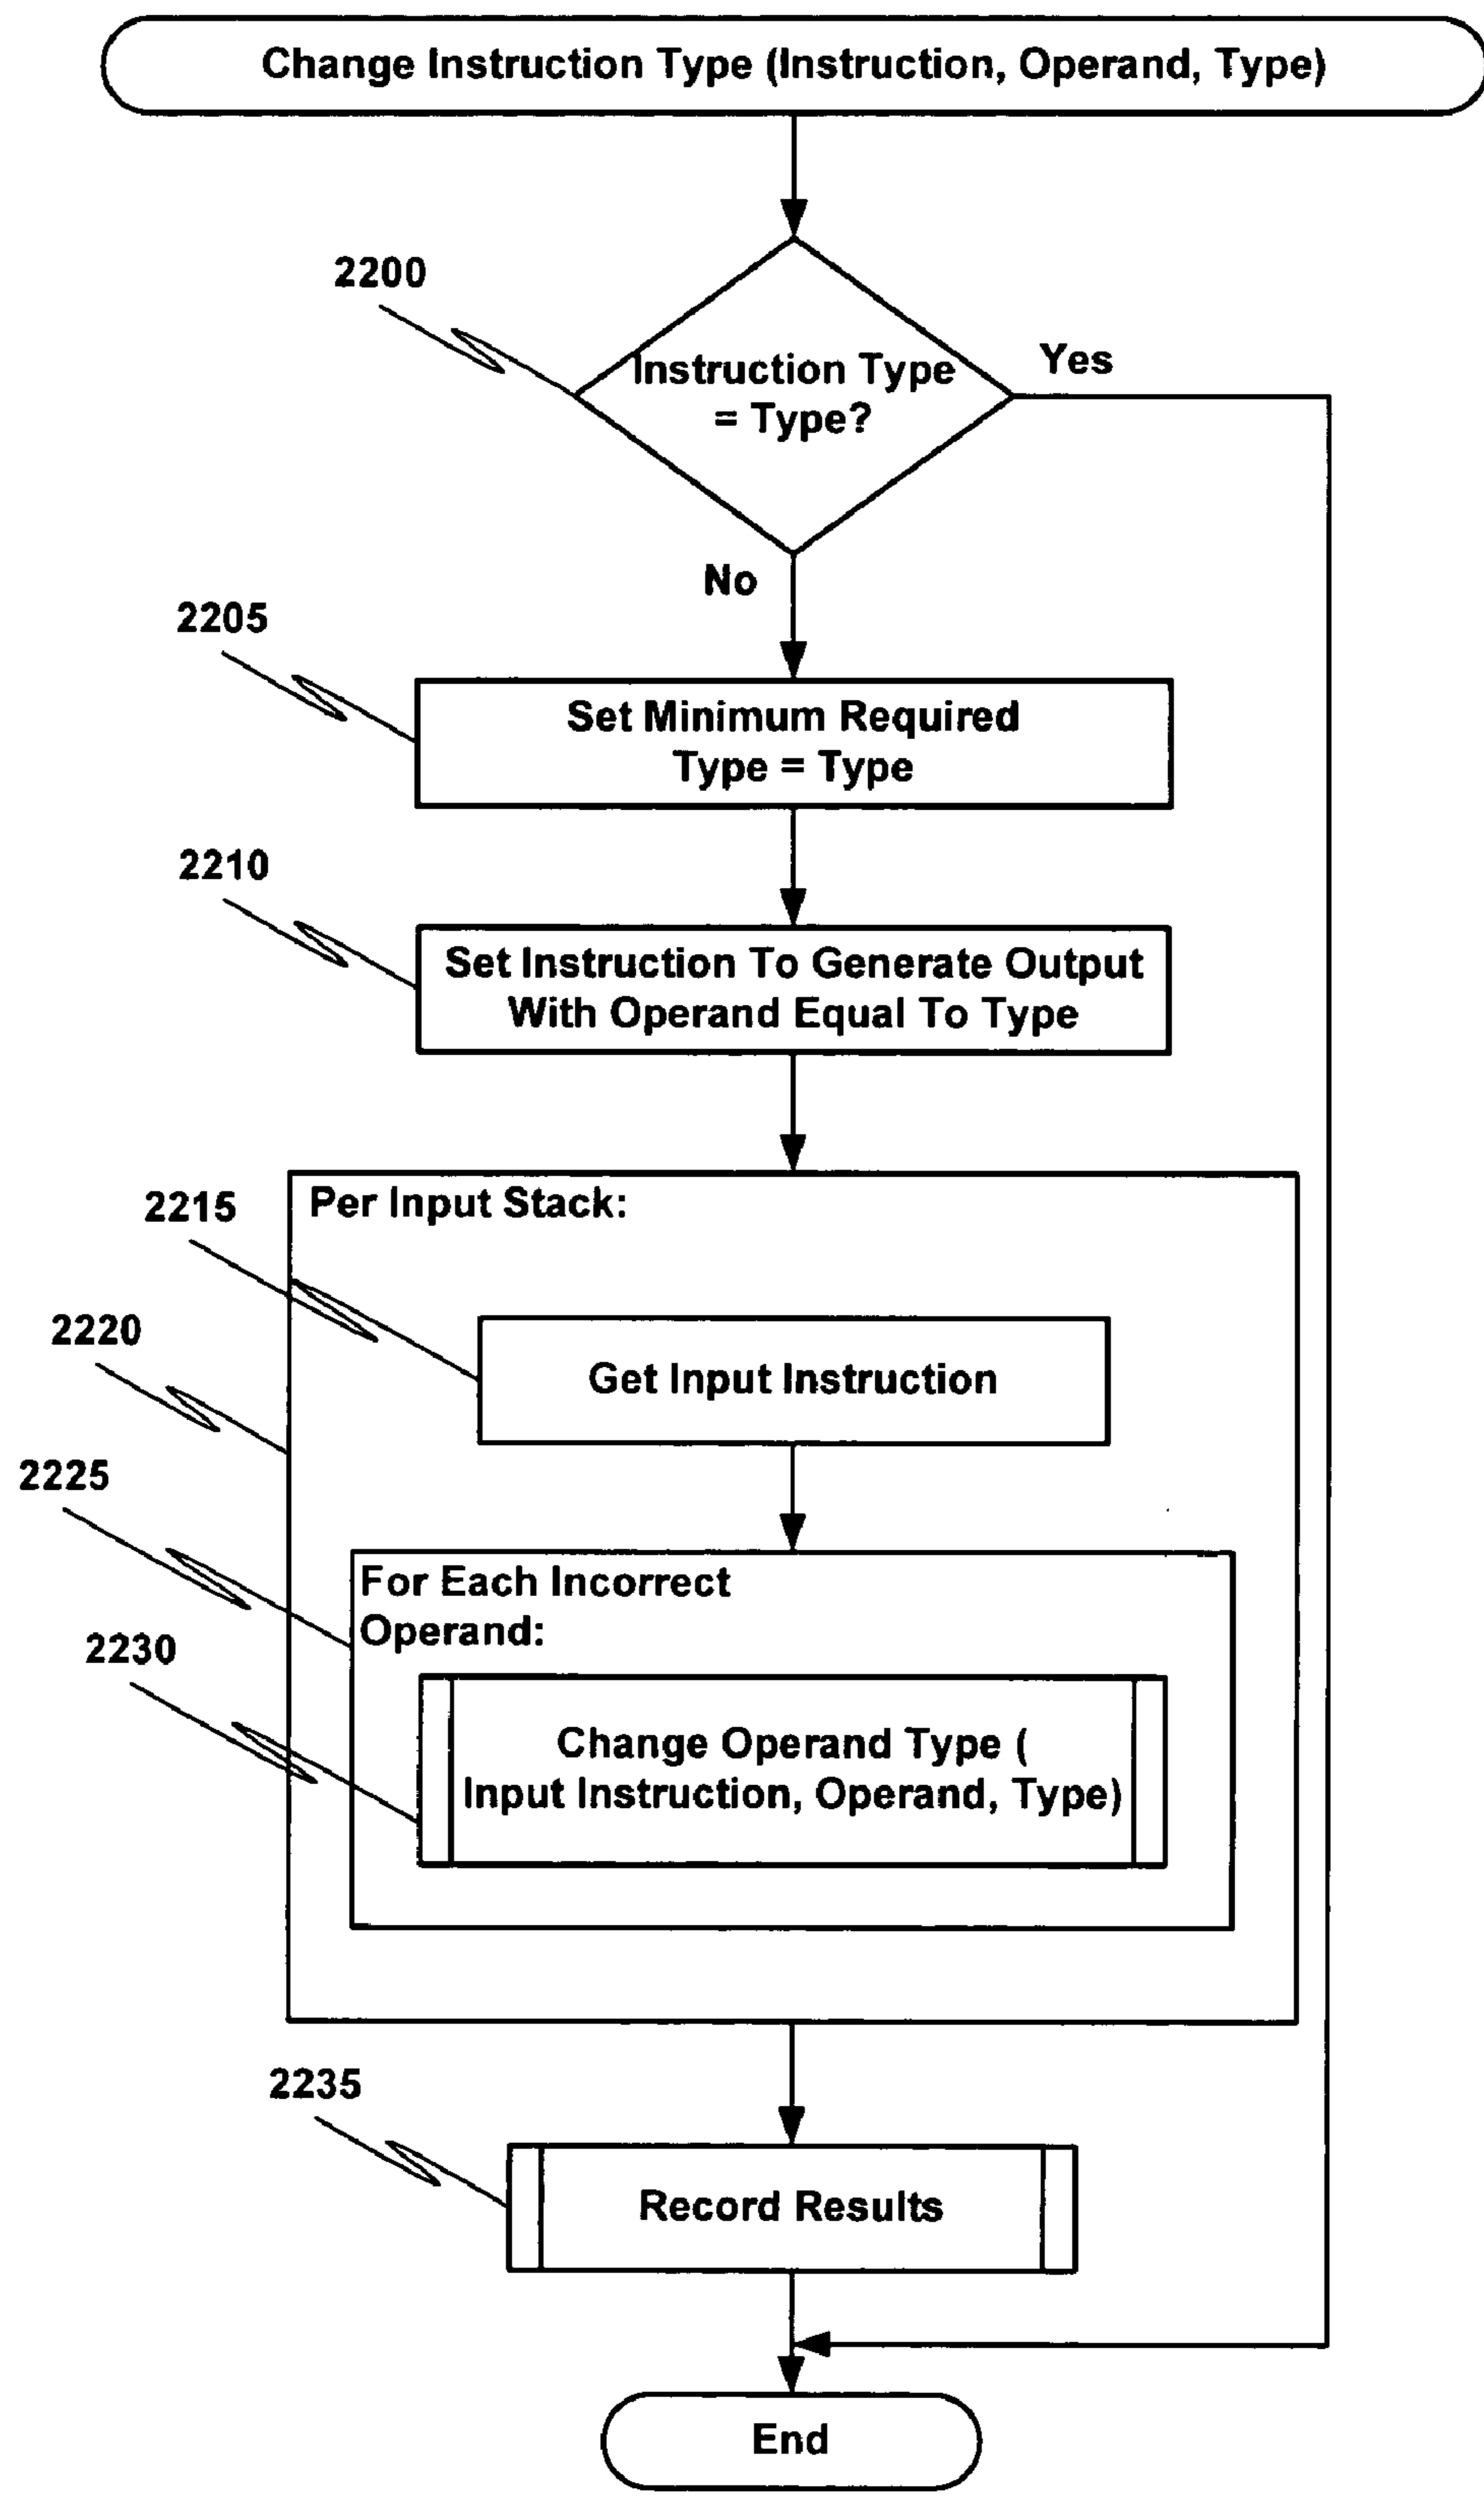 Change Instruction Type (Instruction, Operand, Type)
2200
Instruction Type
= Type?
Yes
No
2205
Set Minimum Required
Type = Type
2210
Set Instruction To Generate Output
With Operand Equal To Type
2215
Per Input Stack:
2220
Get Input Instruction
2225
For Each Incorrect
Operand:
2230
Change Operand Type (
Input Instruction, Operand, Type)
2235
Record Results
End